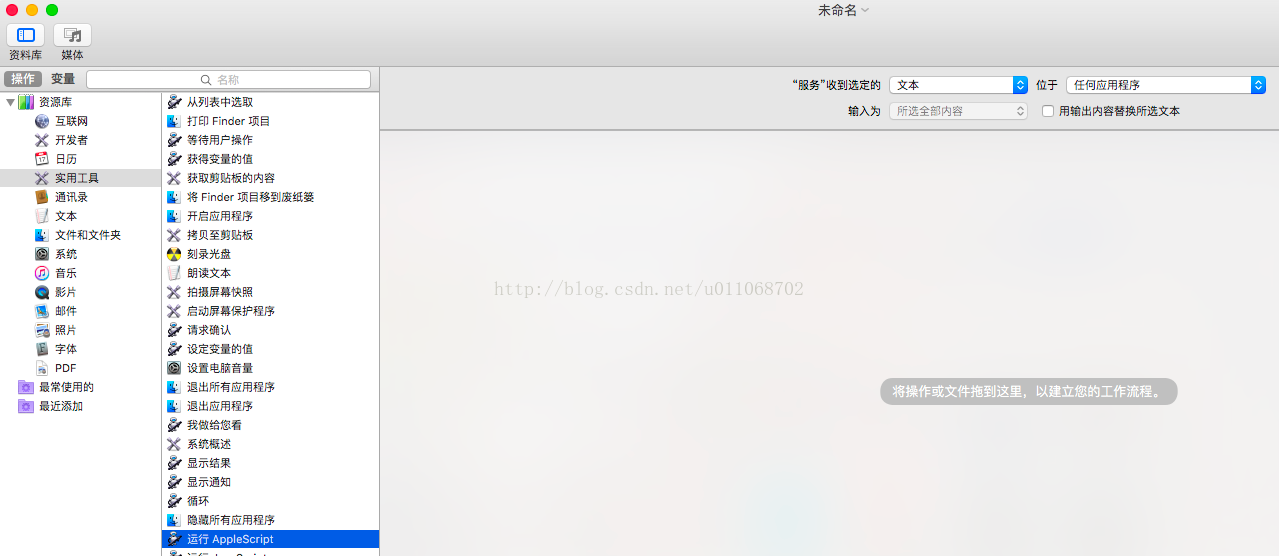 未命名
资料库 媒体
操作 变量 名称
"服务"收到选定的 文本 位于 任何应用程序
输入为 所选全部内容 用输出内容替换所选文本
资源库
互联网
开发者
日历
实用工具
通讯录
文本
文件和文件夹
系统
音乐
影片
邮件
照片
字体
PDF
最常使用的
最近添加
从列表中选取
打印 Finder 项目
等待用户操作
获得变量的值
获取剪贴板的内容
将 Finder 项目移到废纸篓
开启应用程序
拷贝至剪贴板
刻录光盘
朗读文本
拍摄屏幕快照
启动屏幕保护程序
请求确认
设定变量的值
设置电脑音量
退出所有应用程序
退出应用程序
我做给您看
系统概述
显示结果
显示通知
循环
隐藏所有应用程序
运行 AppleScript
http://blog.csdn.net/u011068702
将操作或文件拖到这里，以建立您的工作流程。